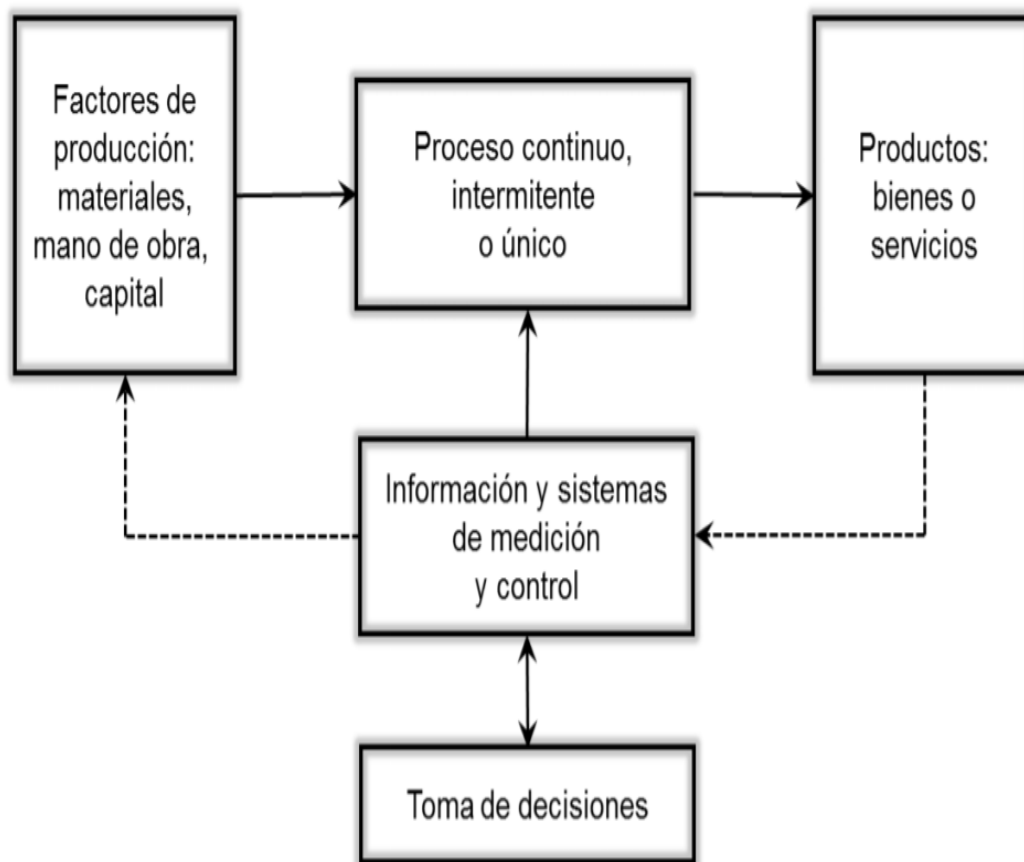 Factores de
producción:
materiales,
mano de obra,
capital
Proceso continuo,
intermitente
o único
Productos:
bienes o
servicios
Información y sistemas
de medición
y control
Toma de decisiones